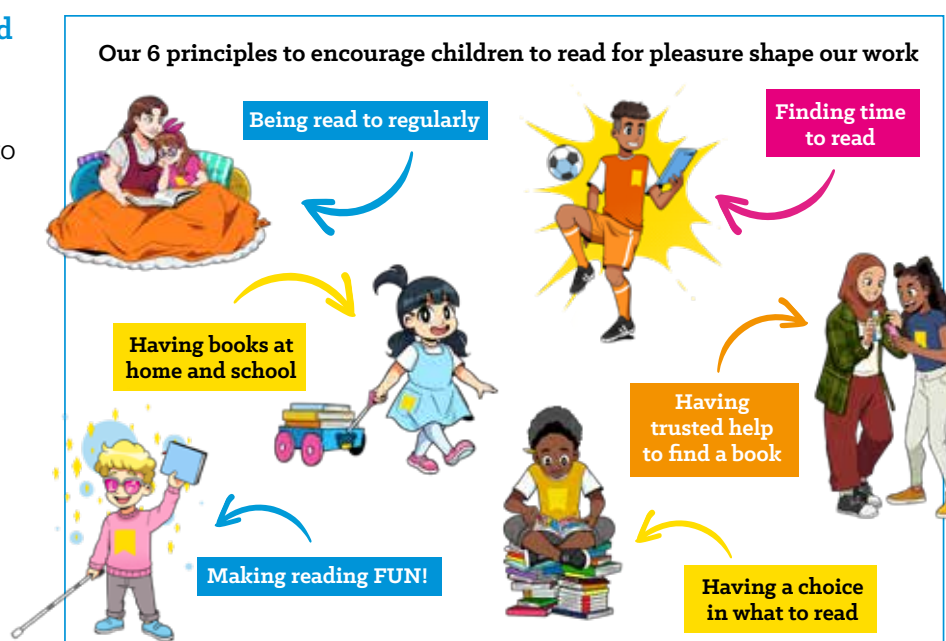 d
o
Our 6 principles to encourage children to read for pleasure shape our work
Being read to regularly
Finding time
to read
Having books at
home and school
Having
trusted help
to find a book
Making reading FUN!
Having a choice
in what to read